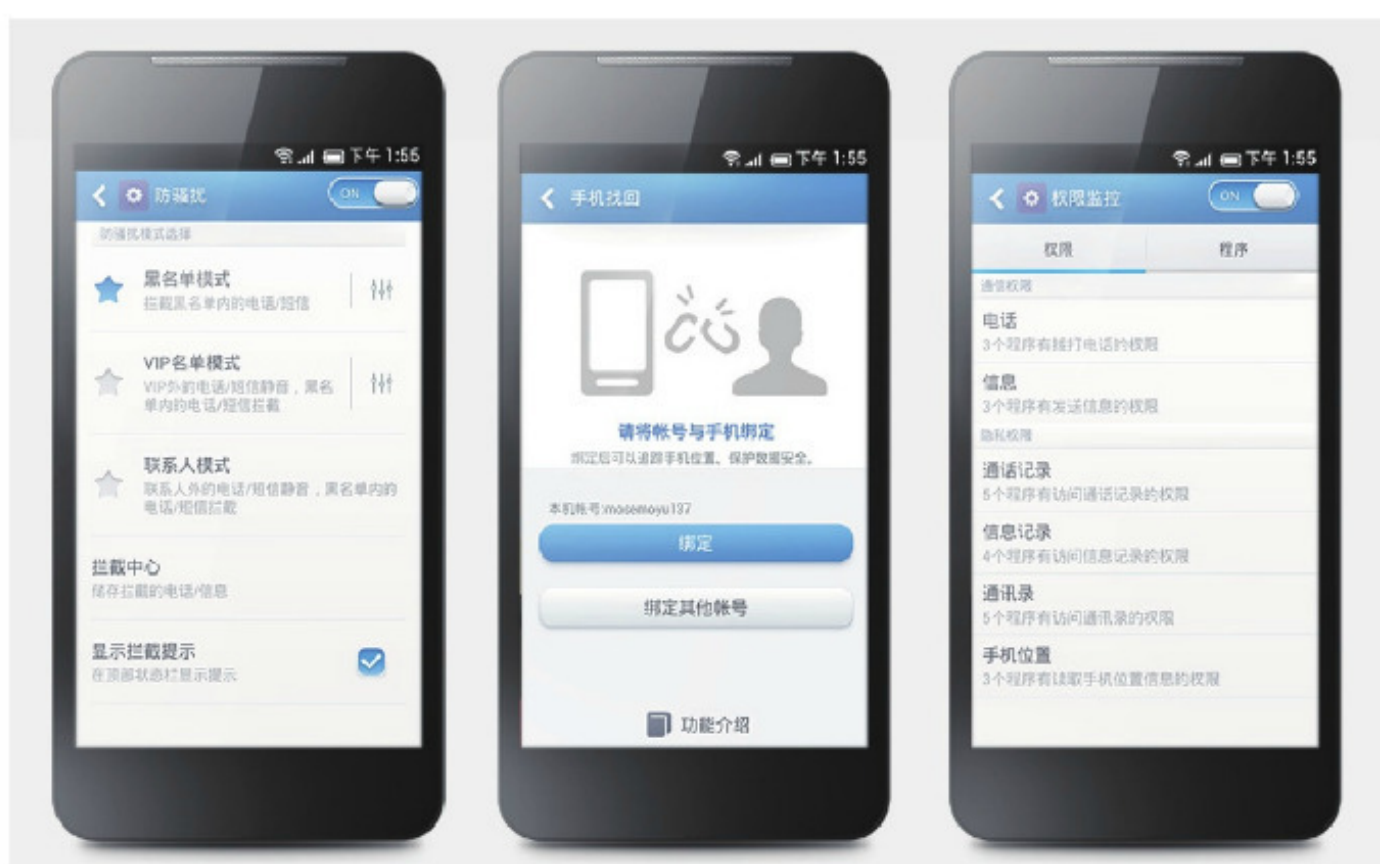 下午 1:55
防骚扰
ON
防骚扰模式选择
黑名单模式
拦截黑名单内的电话/短信
VIP名单模式
VIP外的电话/短信静音，黑名
单内的电话/短信拦截
联系人模式
联系人外的电话/短信静音，黑名单内的
电话/短信拦截
拦截中心
储存拦截的电话/信息
显示拦截提示
在顶部状态栏显示提示
下午 1:55
手机找回
请将帐号与手机绑定
绑定后可以追踪手机位置、保护数据安全。
本机帐号:mosemoyu137
绑定
绑定其他帐号
功能介绍
下午 1:55
权限监控
ON
权限
程序
通信权限
电话
3个程序有拨打电话的权限
信息
3个程序有发送信息的权限
隐私权限
通话记录
5个程序有访问通话记录的权限
信息记录
4个程序有访问信息记录的权限
通讯录
5个程序有访问通讯录的权限
手机位置
3个程序有读取手机位置信息的权限